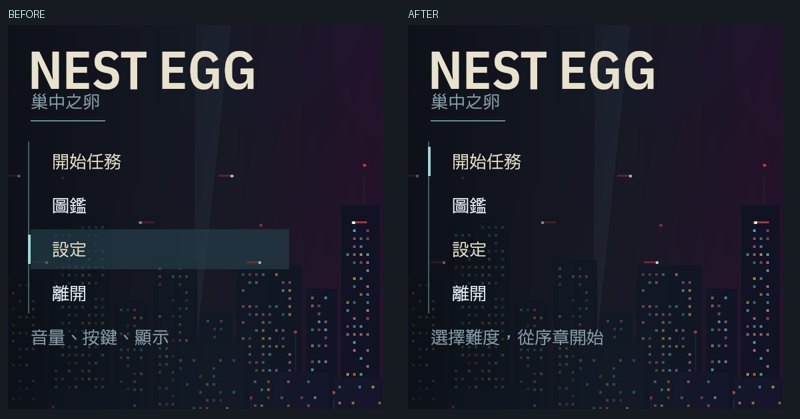 BEFORE
NEST EGG
巢中之卵
開始任務
圖鑑
設定
離開
音量、按鍵、顯示
AFTER
NEST EGG
巢中之卵
開始任務
圖鑑
設定
離開
選擇難度，從序章開始